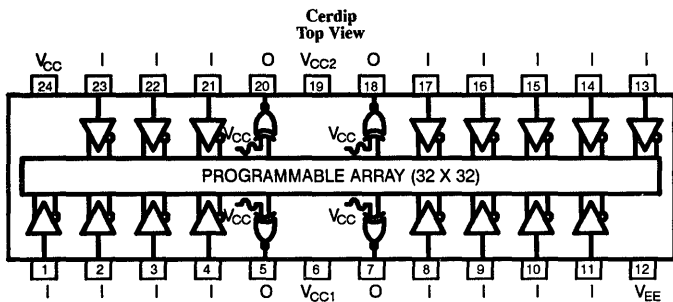 Cerdip
Top View
VCC I I I O VCC2 O I I I I I
24 23 22 21 20 19 18 17 16 15 14 13
VCC VCC
PROGRAMMABLE ARRAY (32 X 32)
VCC VCC
1 2 3 4 5 6 7 8 9 10 11 12
I I I I O VCC1 O I I I I VEE